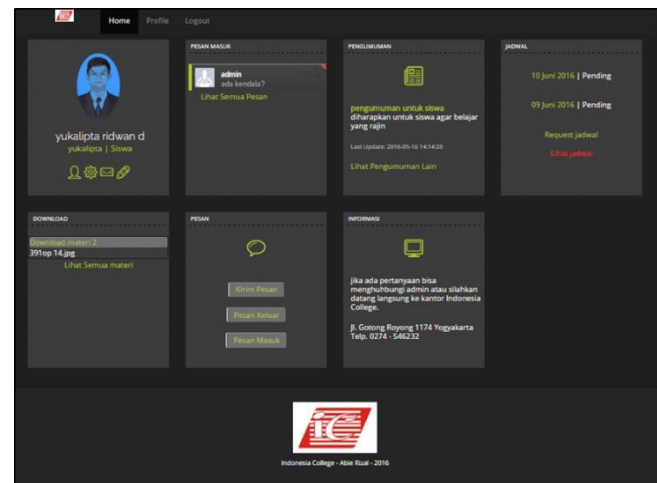 Home Profile Logout
yukalipta ridwan d
yukalipta | Siswa
PESAN MASUK
admin
ada kendala?
Lihat Semua Pesan
PENGUMUMAN
pengumuman untuk siswa
diharapkan untuk siswa agar belajar
yang rajin
Last Update: 2016-05-16 14:14:20
Lihat Pengumuman Lain
JADWAL
10 Juni 2016 | Pending
09 Juni 2016 | Pending
Request jadwal
Lihat jadwal
DOWNLOAD
Download materi 2
391op 14.jpg
Lihat Semua materi
PESAN
Kirim Pesan
Pesan Keluar
Pesan Masuk
INFORMASI
jika ada pertanyaan bisa
menghuhbungi admin atau silahkan
datang langsung ke kantor Indonesia
College.
Jl. Gotong Royong 1174 Yogyakarta
Telp. 0274 - 546232
iC
Indonesia College - Abie Rizal - 2016